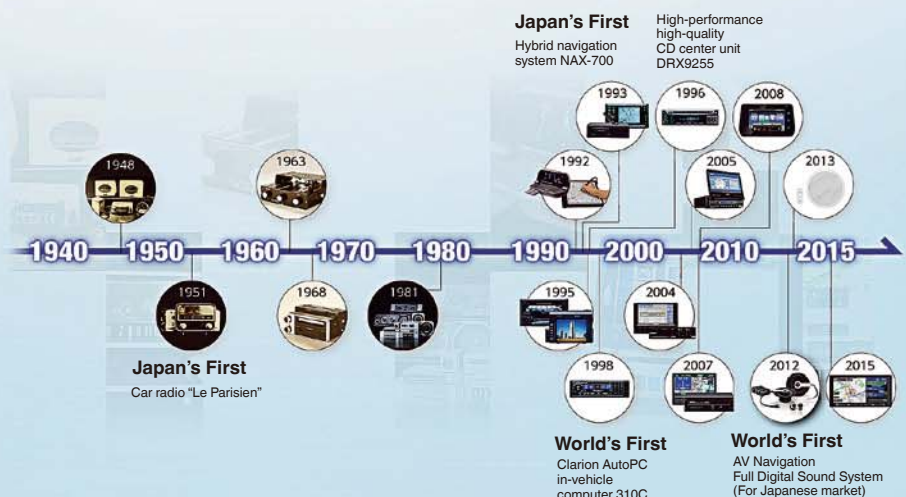 Japan's First
Hybrid navigation
system NAX-700
High-performance
high-quality
CD center unit
DRX9255
1993
1996
2008
1948
1963
1992
2005
2013
1940
1950
1960
1970
1980
1990
2000
2010
2015
1951
1968
1981
1995
2004
1998
2007
2012
2015
Japan's First
Car radio "Le Parisien"
World's First
Clarion AutoPC
in-vehicle
computer 310C
World's First
AV Navigation
Full Digital Sound System
(For Japanese market)